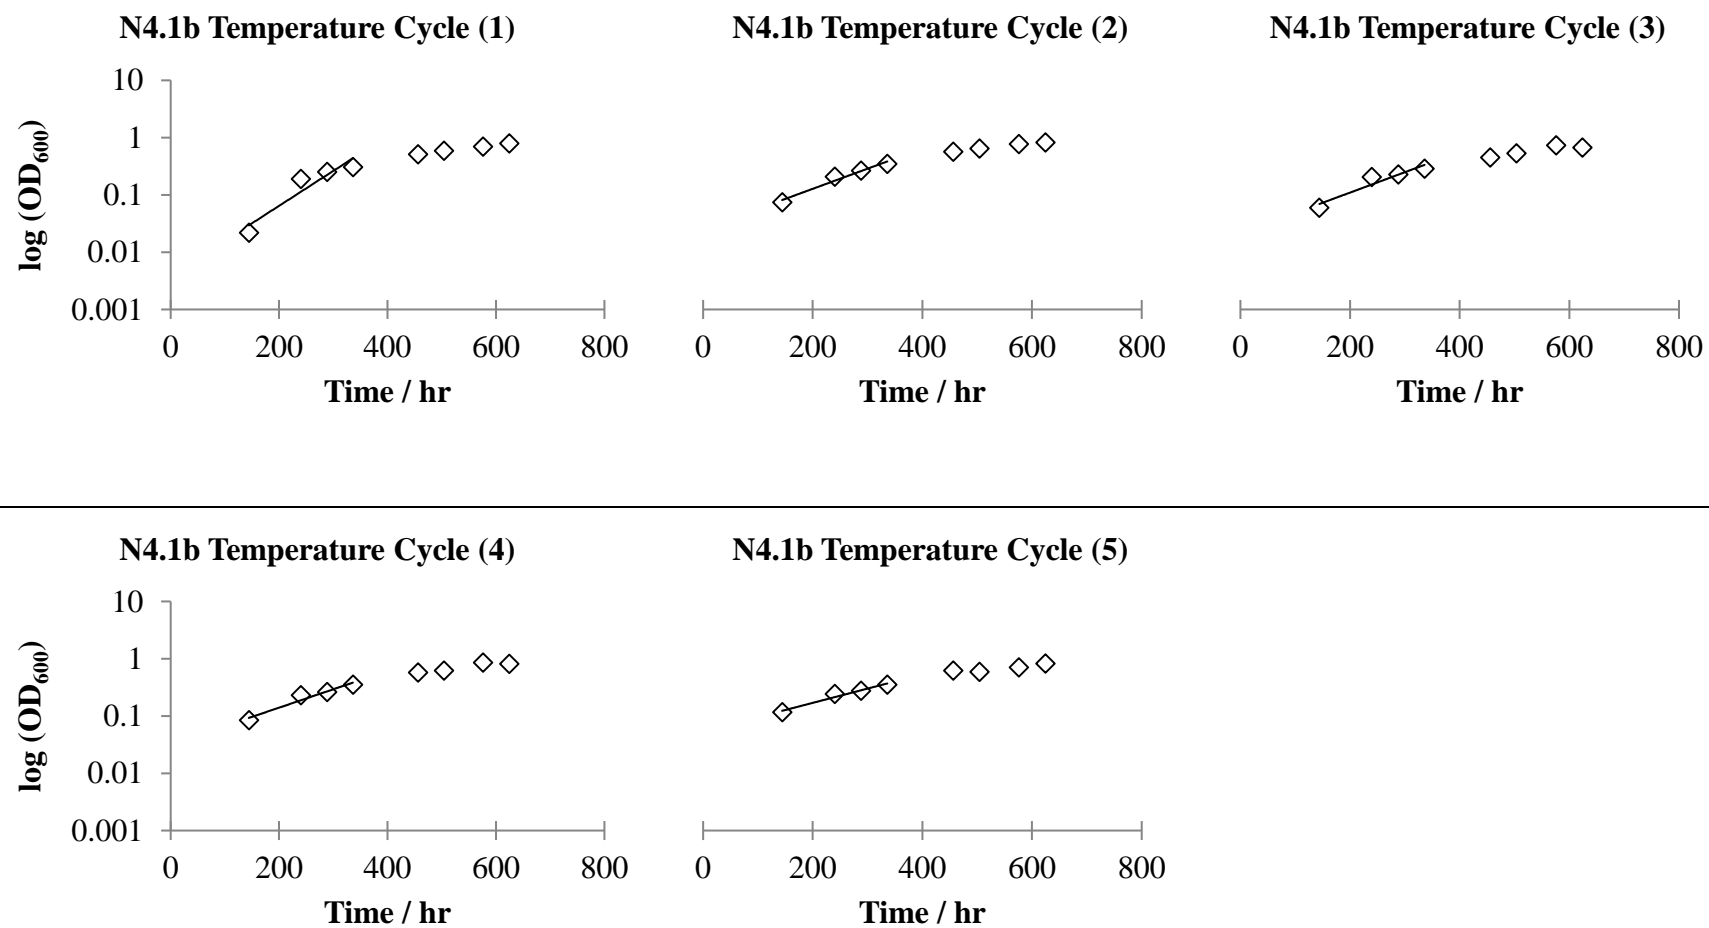 N4.1b Temperature Cycle (1)
N4.1b Temperature Cycle (2)
N4.1b Temperature Cycle (3)
10
1
0.1
0.01
0.001
log (OD600)
0 200 400 600 800
0 200 400 600 800
0 200 400 600 800
Time / hr
Time / hr
Time / hr
N4.1b Temperature Cycle (4)
N4.1b Temperature Cycle (5)
10
1
0.1
0.01
0.001
log (OD600)
0 200 400 600 800
0 200 400 600 800
Time / hr
Time / hr